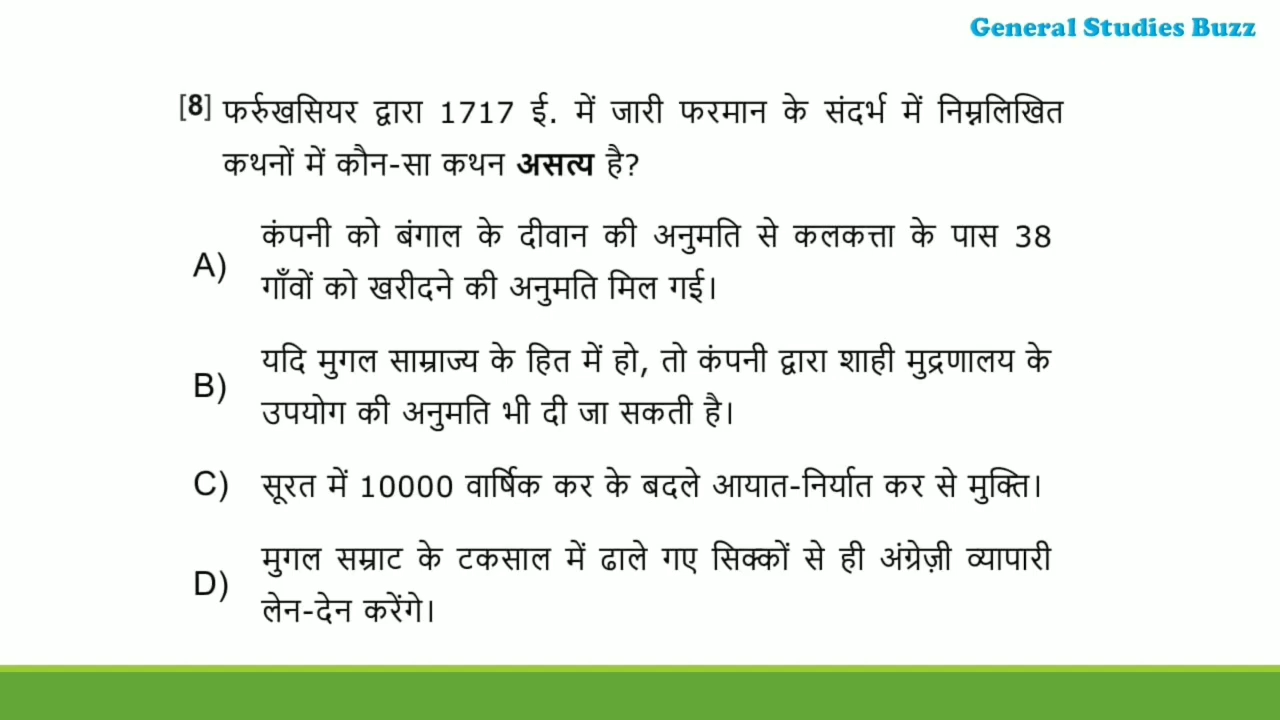 General Studies Buzz
[8] फर्रुखसियर द्वारा 1717 ई. में जारी फरमान के संदर्भ में निम्नलिखित
कथनों में कौन-सा कथन असत्य है?
A) कंपनी को बंगाल के दीवान की अनुमति से कलकत्ता के पास 38
गाँवों को खरीदने की अनुमति मिल गई।
B) यदि मुगल साम्राज्य के हित में हो, तो कंपनी द्वारा शाही मुद्रणालय के
उपयोग की अनुमति भी दी जा सकती है।
C) सूरत में 10000 वार्षिक कर के बदले आयात-निर्यात कर से मुक्ति।
D) मुगल सम्राट के टकसाल में ढाले गए सिक्कों से ही अंग्रेज़ी व्यापारी
लेन-देन करेंगे।